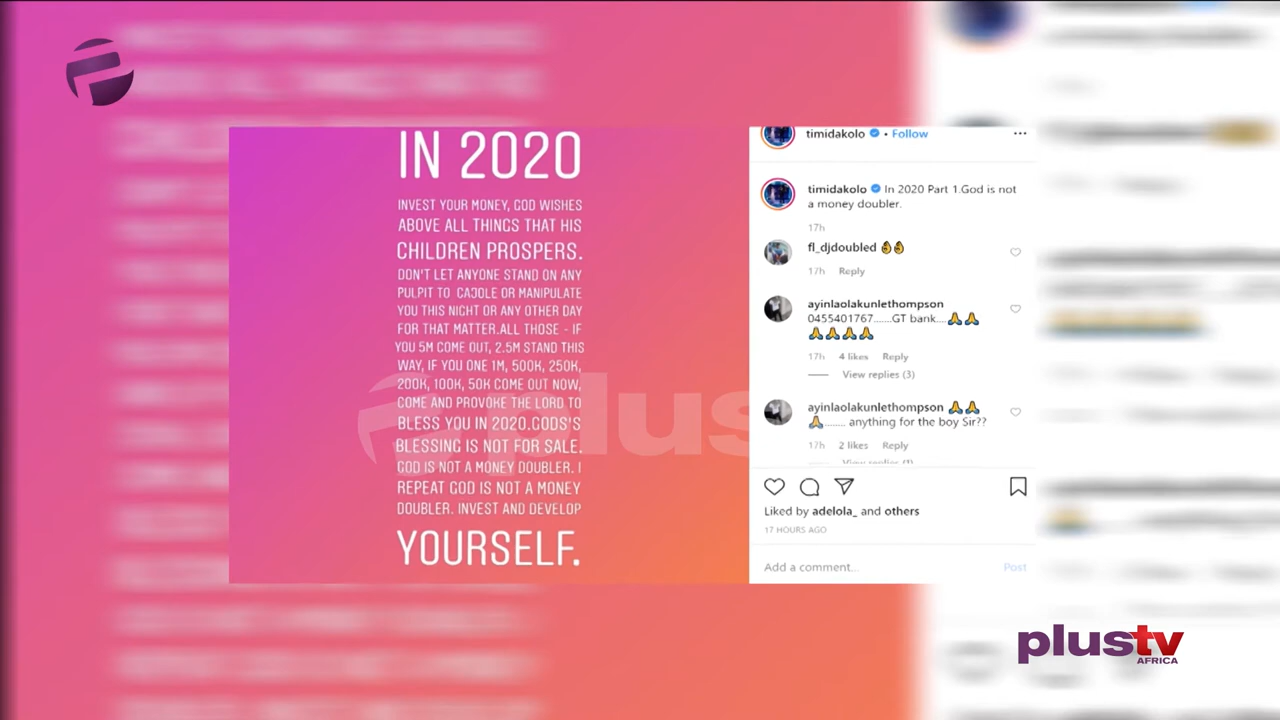 IN 2020
INVEST YOUR MONEY, GOD WISHES
ABOVE ALL THINGS THAT HIS
CHILDREN PROSPERS.
DON'T LET ANYONE STAND ON ANY
PULPIT TO CAJOLE OR MANIPULATE
YOU THIS NIGHT OR ANY OTHER DAY
FOR THAT MATTER.ALL THOSE - IF
YOU 5M COME OUT, 2.5M STAND THIS
WAY, IF YOU ONE 1M, 500K, 250K,
200K, 100K, 50K COME OUT NOW,
COME AND PROVOKE THE LORD TO
BLESS YOU IN 2020.GODS'S
BLESSING IS NOT FOR SALE.
GOD IS NOT A MONEY DOUBLER. I
REPEAT GOD IS NOT A MONEY
DOUBLER. INVEST AND DEVELOP
YOURSELF.
plus
timidakolo • Follow
timidakolo In 2020 Part 1.God is not
a money doubler.
17h
fl_djdoubled 👌👌
17h Reply
ayinlaolakunlethompson
0455401767......GT bank....🙏🙏
🙏🙏🙏🙏
17h 4 likes Reply
View replies (3)
ayinlaolakunlethompson 🙏🙏
🙏........ anything for the boy Sir??
17h 2 likes Reply
View replies (1)
Liked by adelola_ and others
17 HOURS AGO
Add a comment... Post
plustv
AFRICA